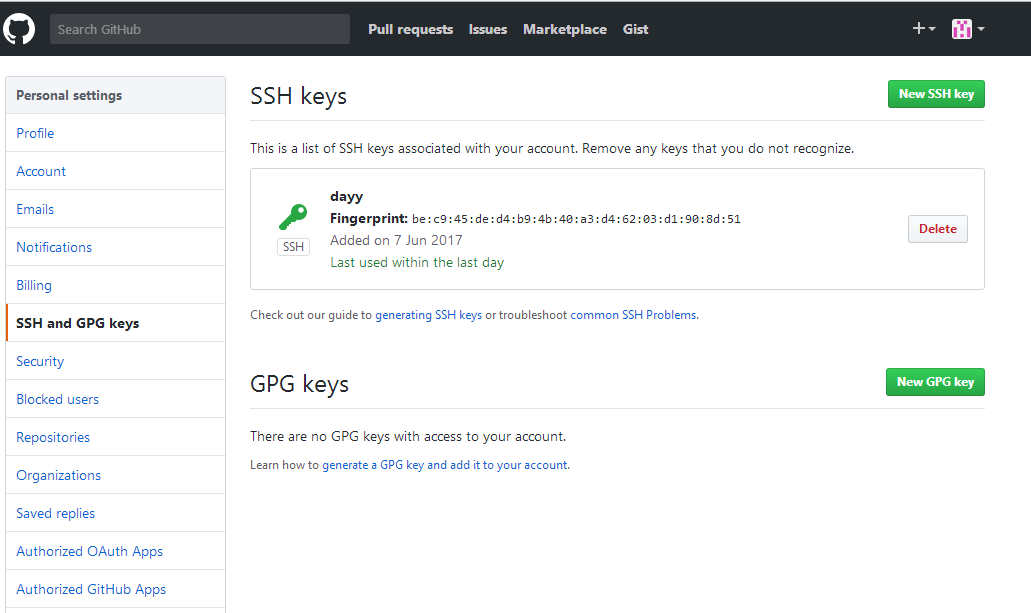 Search GitHub Pull requests Issues Marketplace Gist
Personal settings
Profile
Account
Emails
Notifications
Billing
SSH and GPG keys
Security
Blocked users
Repositories
Organizations
Saved replies
Authorized OAuth Apps
Authorized GitHub Apps
SSH keys
New SSH key
This is a list of SSH keys associated with your account. Remove any keys that you do not recognize.
SSH
dayy
Fingerprint: be:c9:45:de:d4:b9:4b:40:a3:d4:62:03:d1:90:8d:51
Added on 7 Jun 2017
Last used within the last day
Delete
Check out our guide to generating SSH keys or troubleshoot common SSH Problems.
GPG keys
New GPG key
There are no GPG keys with access to your account.
Learn how to generate a GPG key and add it to your account.